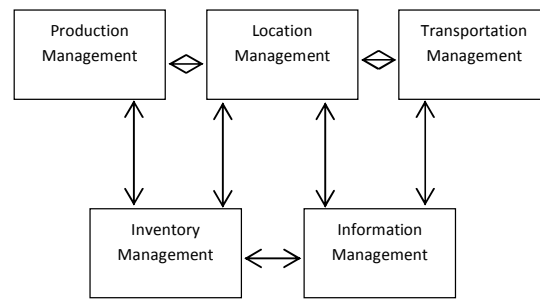 Production
Management
Location
Management
Transportation
Management
Inventory
Management
Information
Management